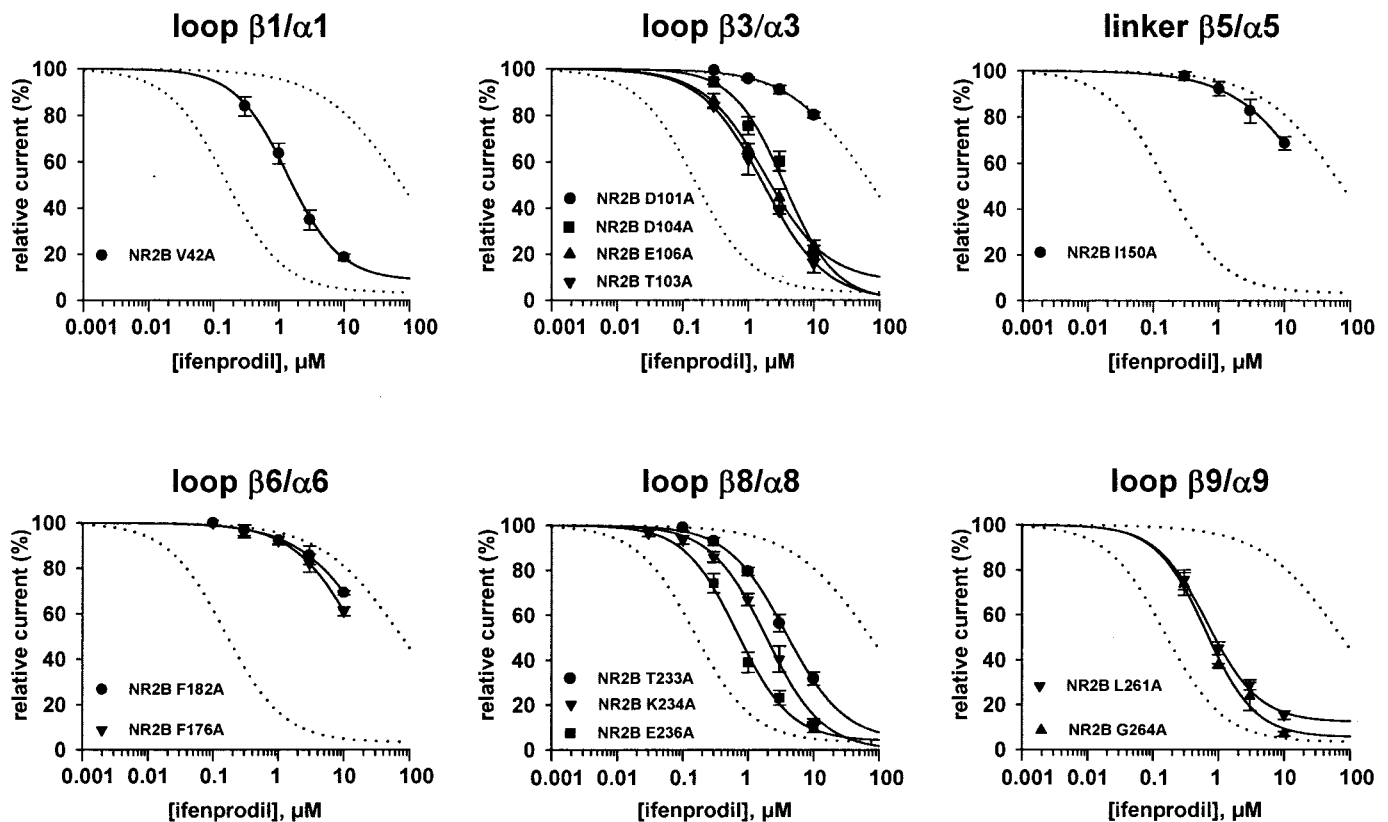 loop β1/α1
relative current (%)
100
80
60
40
20
0
NR2B V42A
0.001 0.01 0.1 1 10 100
[ifenprodil], µM
loop β3/α3
relative current (%)
100
80
60
40
20
0
NR2B D101A
NR2B D104A
NR2B E106A
NR2B T103A
0.001 0.01 0.1 1 10 100
[ifenprodil], µM
linker β5/α5
relative current (%)
100
80
60
40
20
0
NR2B I150A
0.001 0.01 0.1 1 10 100
[ifenprodil], µM
loop β6/α6
relative current (%)
100
80
60
40
20
0
NR2B F182A
NR2B F176A
0.001 0.01 0.1 1 10 100
[ifenprodil], µM
loop β8/α8
relative current (%)
100
80
60
40
20
0
NR2B T233A
NR2B K234A
NR2B E236A
0.001 0.01 0.1 1 10 100
[ifenprodil], µM
loop β9/α9
relative current (%)
100
80
60
40
20
0
NR2B L261A
NR2B G264A
0.001 0.01 0.1 1 10 100
[ifenprodil], µM